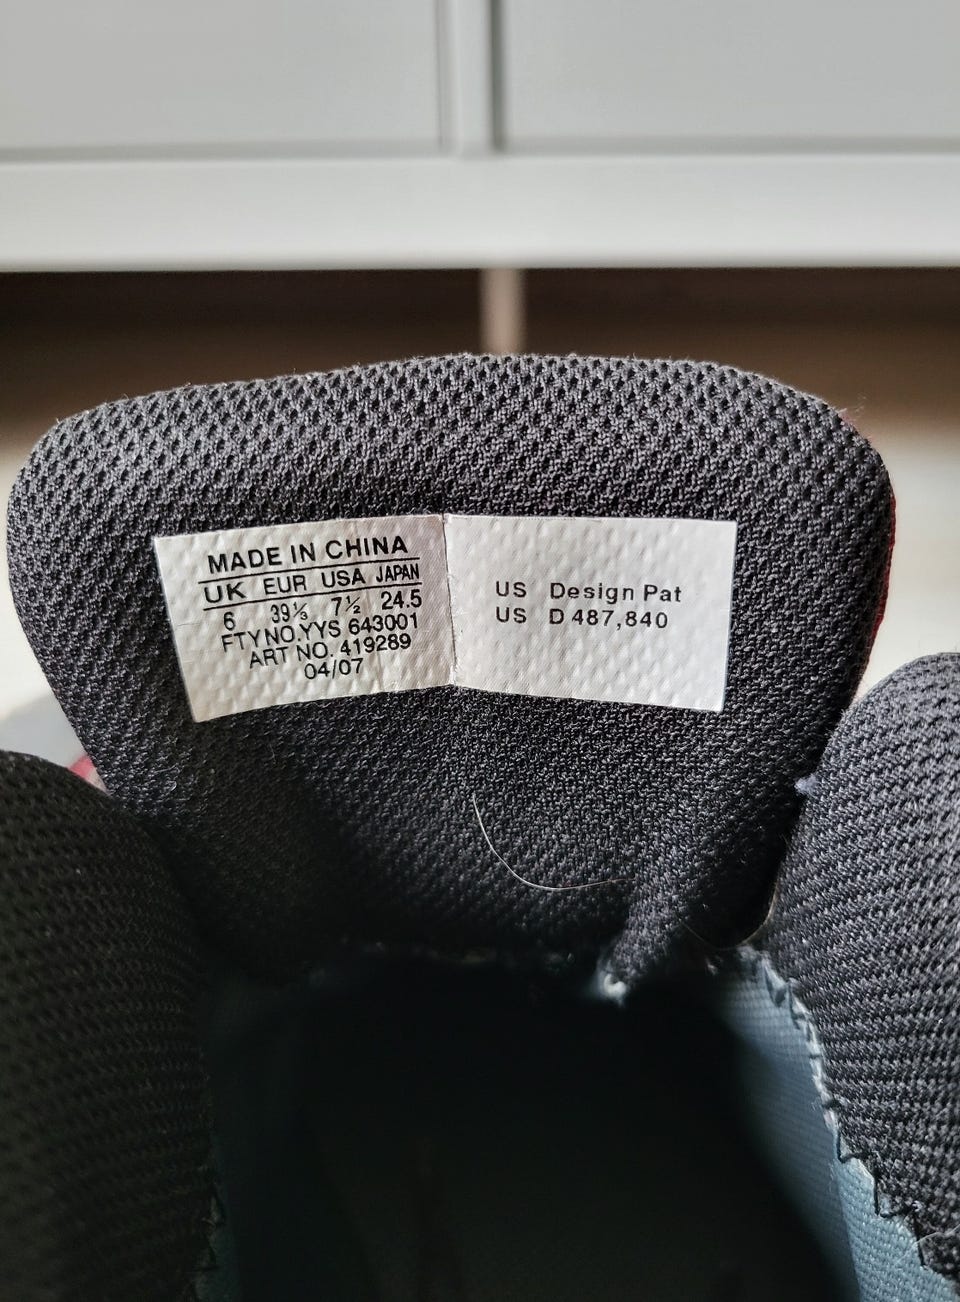 MADE IN CHINA
UK EUR USA JAPAN
6 39⅓ 7½ 24.5
FTY NO.YYS 643001
ART NO. 419289
04/07
US Design Pat
US D 487,840